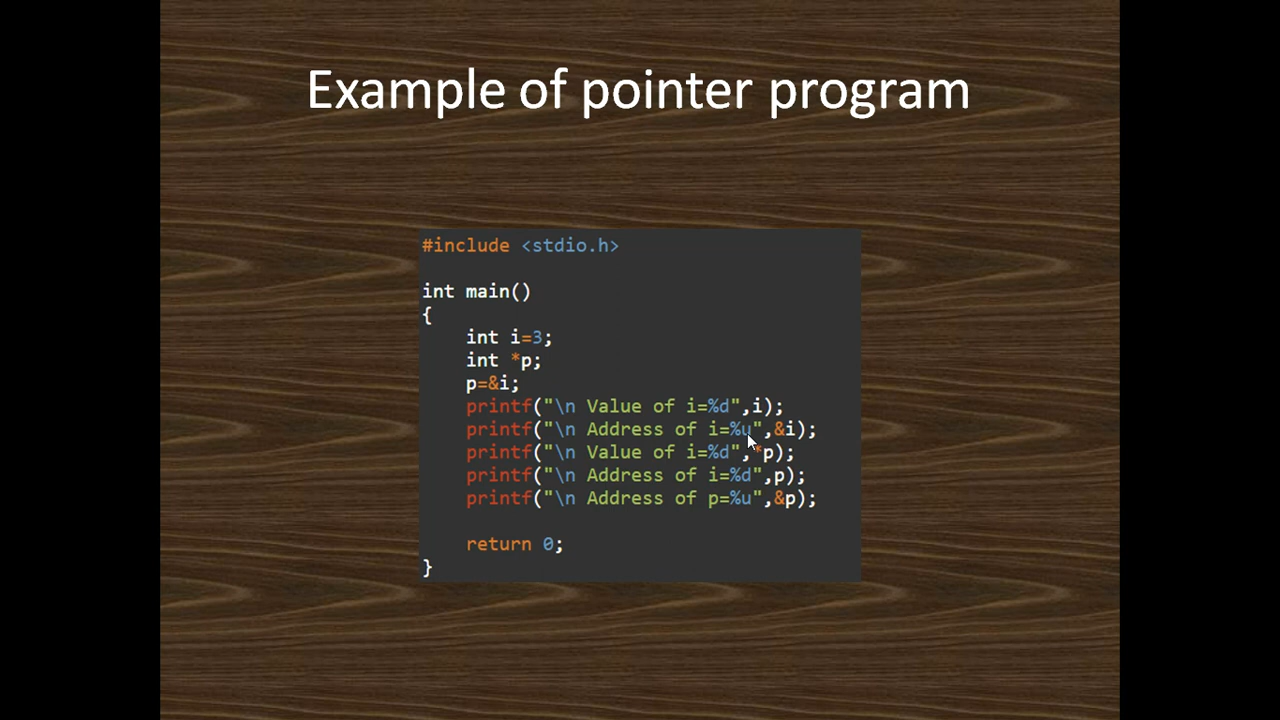 Example of pointer program
#include <stdio.h>
int main()
{
int i=3;
int *p;
p=&i;
printf("\n Value of i=%d",i);
printf("\n Address of i=%u",&i);
printf("\n Value of i=%d",*p);
printf("\n Address of i=%d",p);
printf("\n Address of p=%u",&p);
return 0;
}